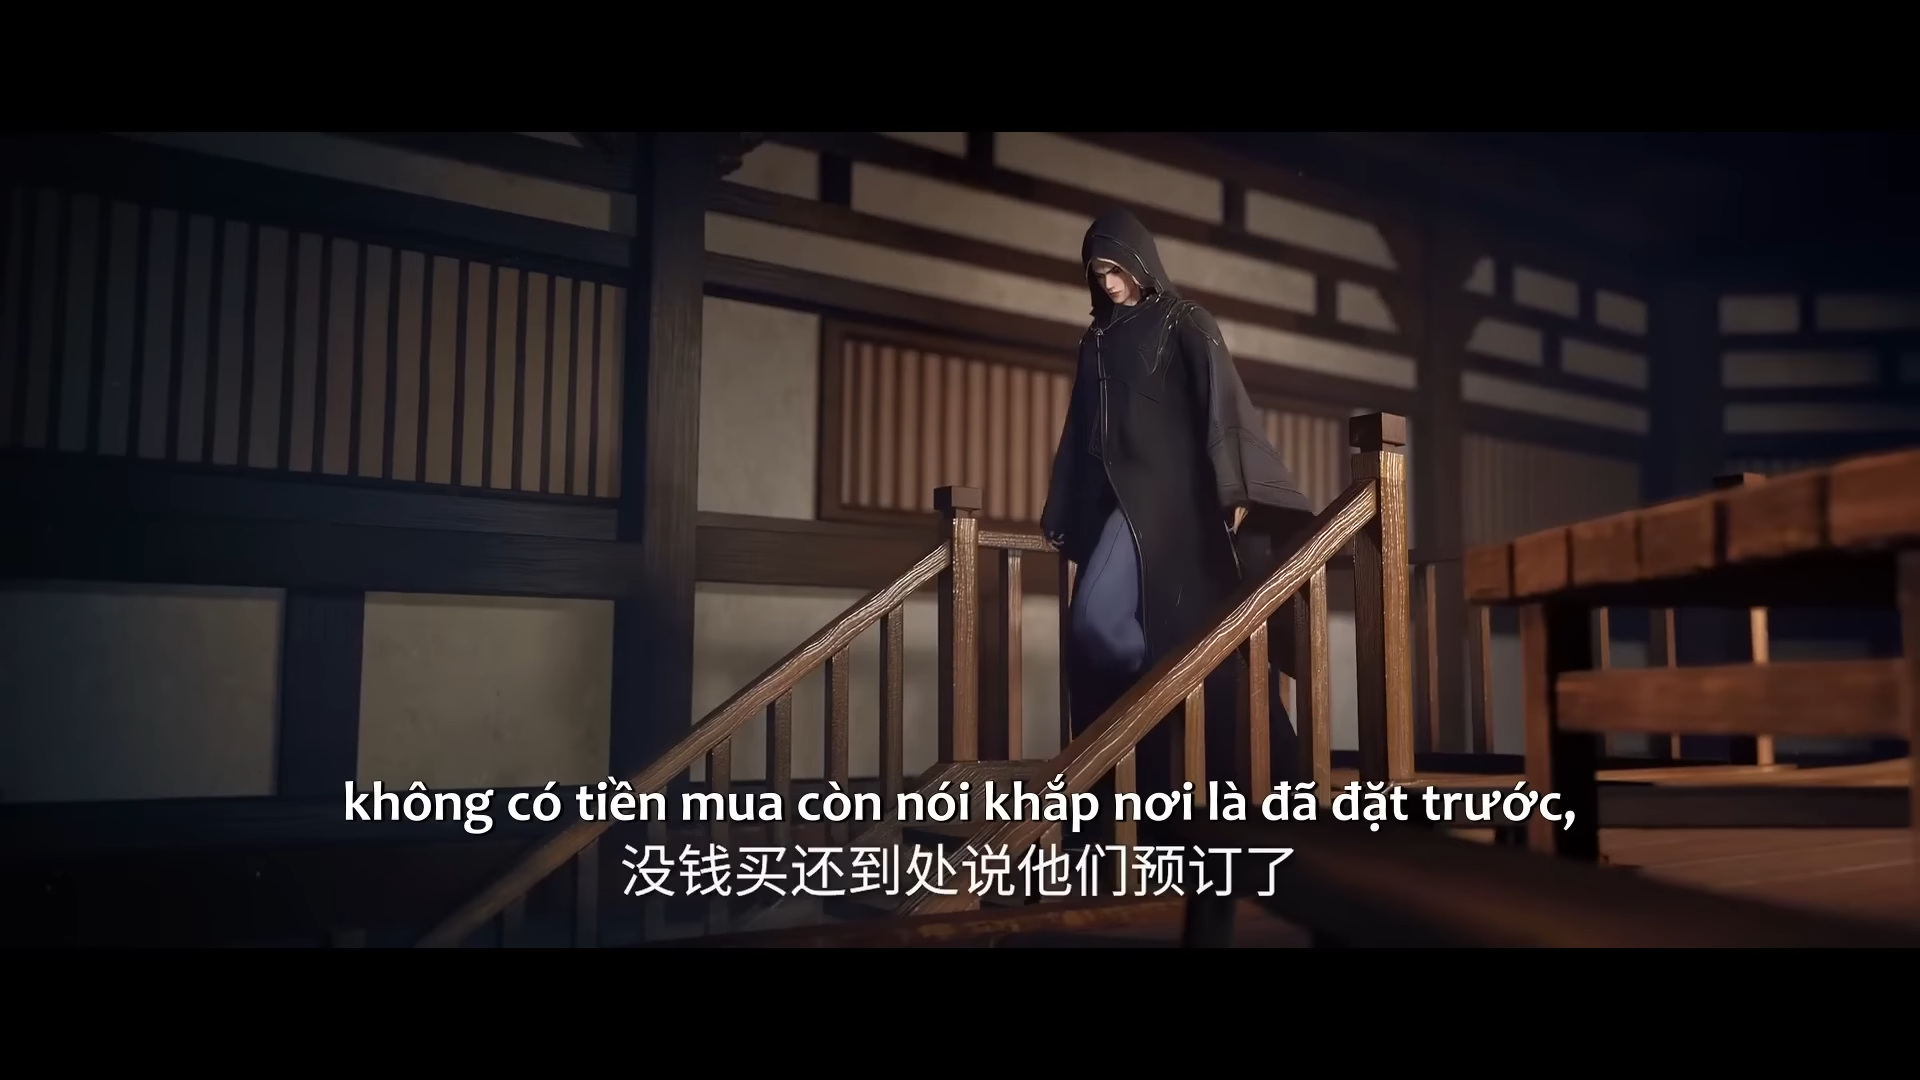 không có tiền mua còn nói khắp nơi là đã đặt trước,
没钱买还到处说他们预订了